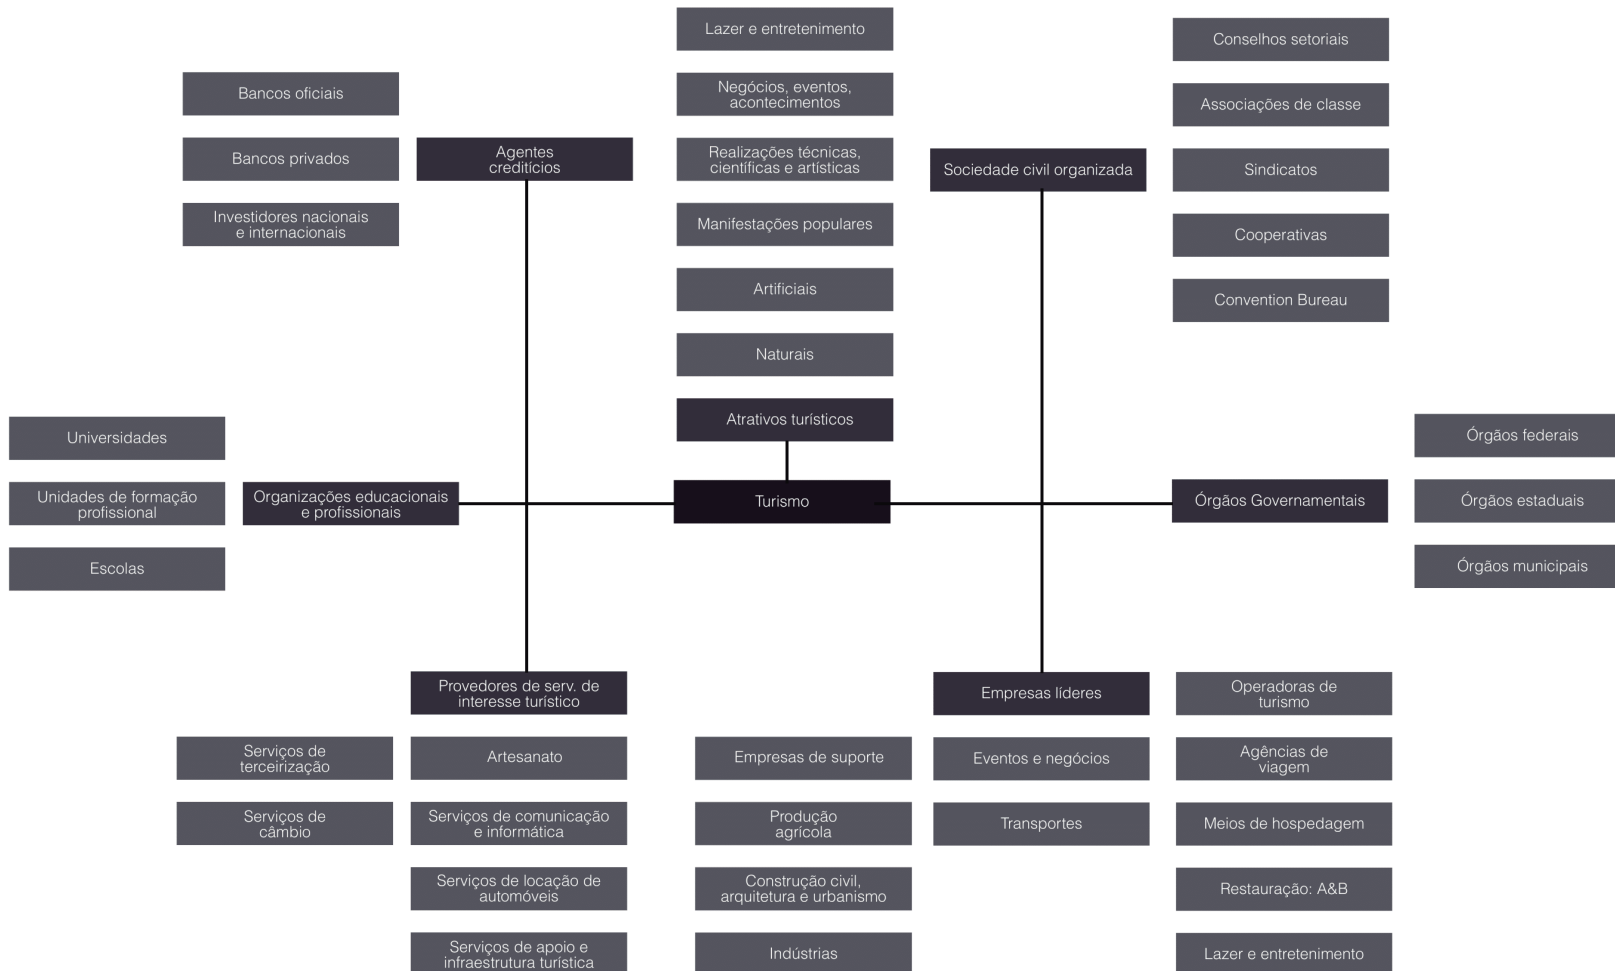 Lazer e entretenimento
Negócios, eventos,
acontecimentos
Realizações técnicas,
científicas e artísticas
Manifestações populares
Artificiais
Naturais
Atrativos turísticos
Turismo
Bancos oficiais
Bancos privados
Investidores nacionais
e internacionais
Agentes
creditícios
Sociedade civil organizada
Conselhos setoriais
Associações de classe
Sindicatos
Cooperativas
Convention Bureau
Universidades
Unidades de formação
profissional
Escolas
Organizações educacionais
e profissionais
Órgãos Governamentais
Órgãos federais
Órgãos estaduais
Órgãos municipais
Provedores de serv. de
interesse turístico
Serviços de
terceirização
Serviços de
câmbio
Artesanato
Serviços de comunicação
e informática
Serviços de locação de
automóveis
Serviços de apoio e
infraestrutura turística
Empresas de suporte
Produção
agrícola
Construção civil,
arquitetura e urbanismo
Indústrias
Empresas líderes
Eventos e negócios
Transportes
Operadoras de
turismo
Agências de
viagem
Meios de hospedagem
Restauração: A&B
Lazer e entretenimento